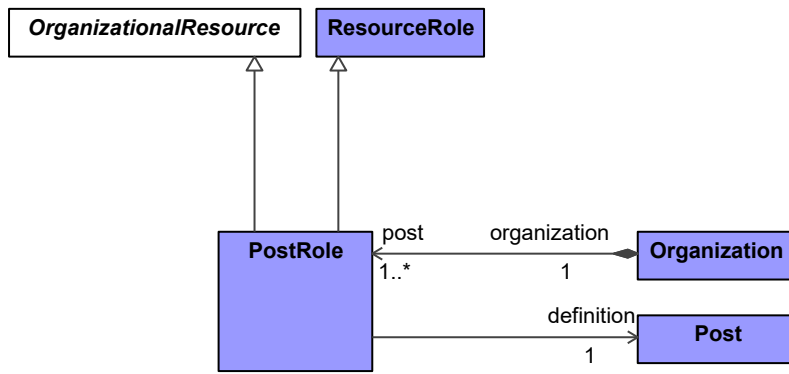 OrganizationalResource
ResourceRole
PostRole
post
organization
Organization
1..*
1
definition
Post
1